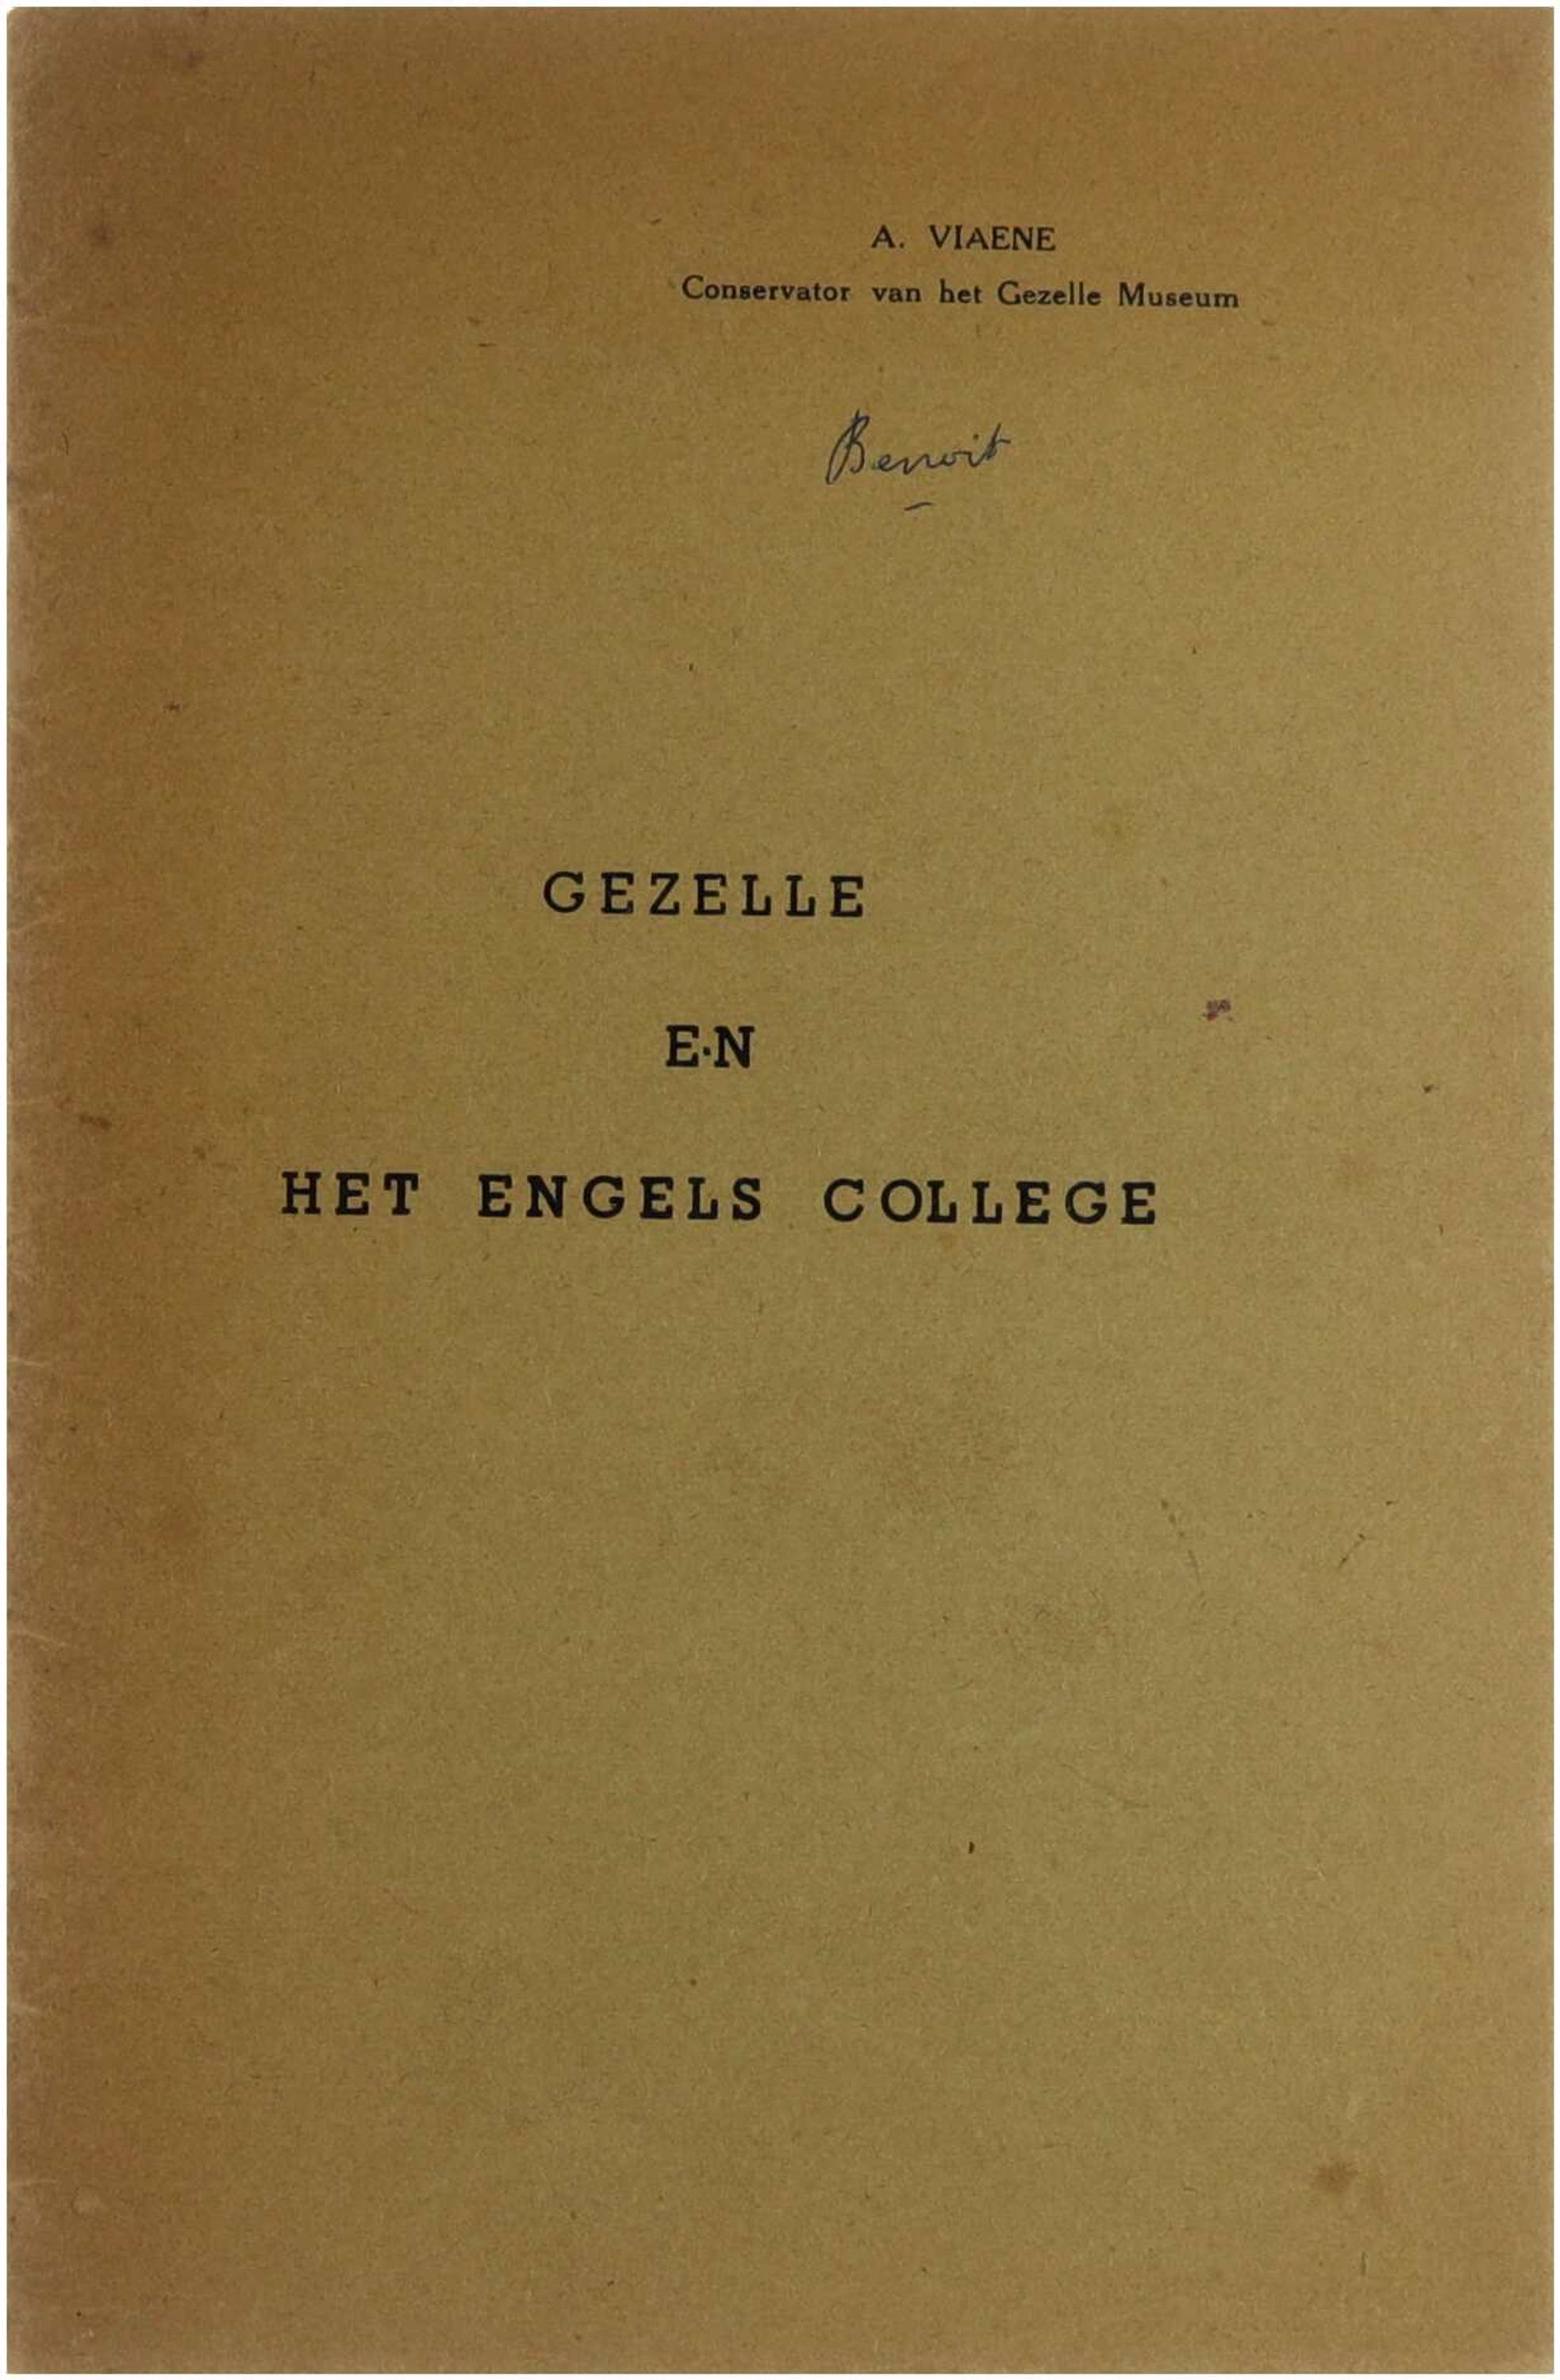 A. VIAENE
Conservator van het Gezelle Museum
Benoit
GEZELLE
E·N
HET ENGELS COLLEGE